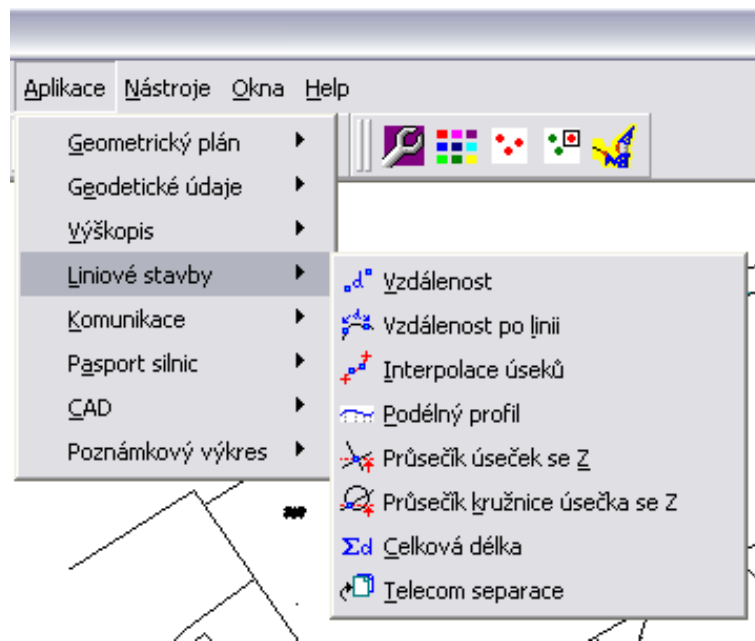 Aplikace Nástroje Okna Help
Geometrický plán
Geodetické údaje
Výškopis
Liniové stavby
Komunikace
Pasport silnic
CAD
Poznámkový výkres
Vzdálenost
Vzdálenost po linii
Interpolace úseků
Podélný profil
Průsečík úseček se Z
Průsečík kružnice úsečka se Z
Celková délka
Telecom separace